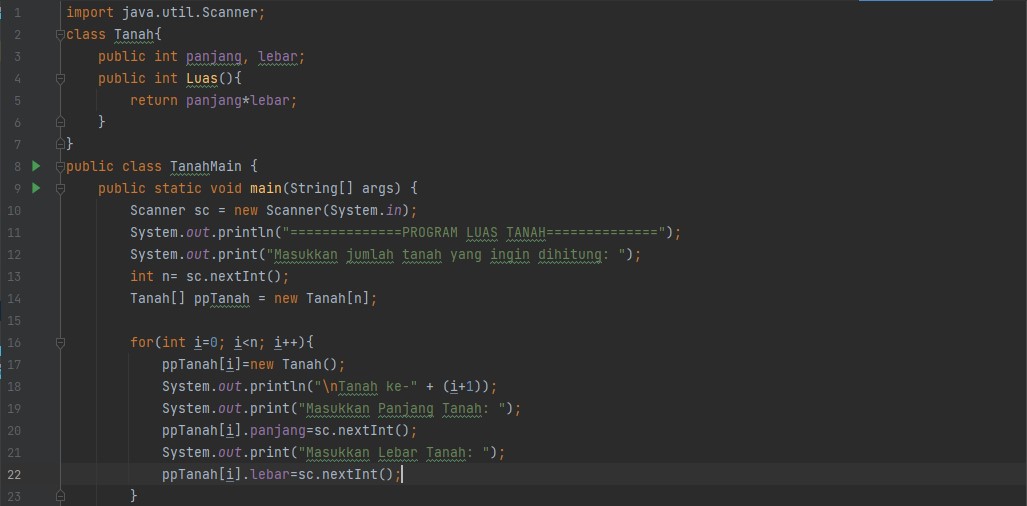 1 import java.util.Scanner;
2 class Tanah{
3     public int panjang, lebar;
4     public int Luas(){
5         return panjang*lebar;
6     }
7 }
8 public class TanahMain {
9     public static void main(String[] args) {
10         Scanner sc = new Scanner(System.in);
11         System.out.println("==============PROGRAM LUAS TANAH==============");
12         System.out.print("Masukkan jumlah tanah yang ingin dihitung: ");
13         int n= sc.nextInt();
14         Tanah[] ppTanah = new Tanah[n];
15
16         for(int i=0; i<n; i++){
17             ppTanah[i]=new Tanah();
18             System.out.println("\nTanah ke-" + (i+1));
19             System.out.print("Masukkan Panjang Tanah: ");
20             ppTanah[i].panjang=sc.nextInt();
21             System.out.print("Masukkan Lebar Tanah: ");
22             ppTanah[i].lebar=sc.nextInt();
23         }